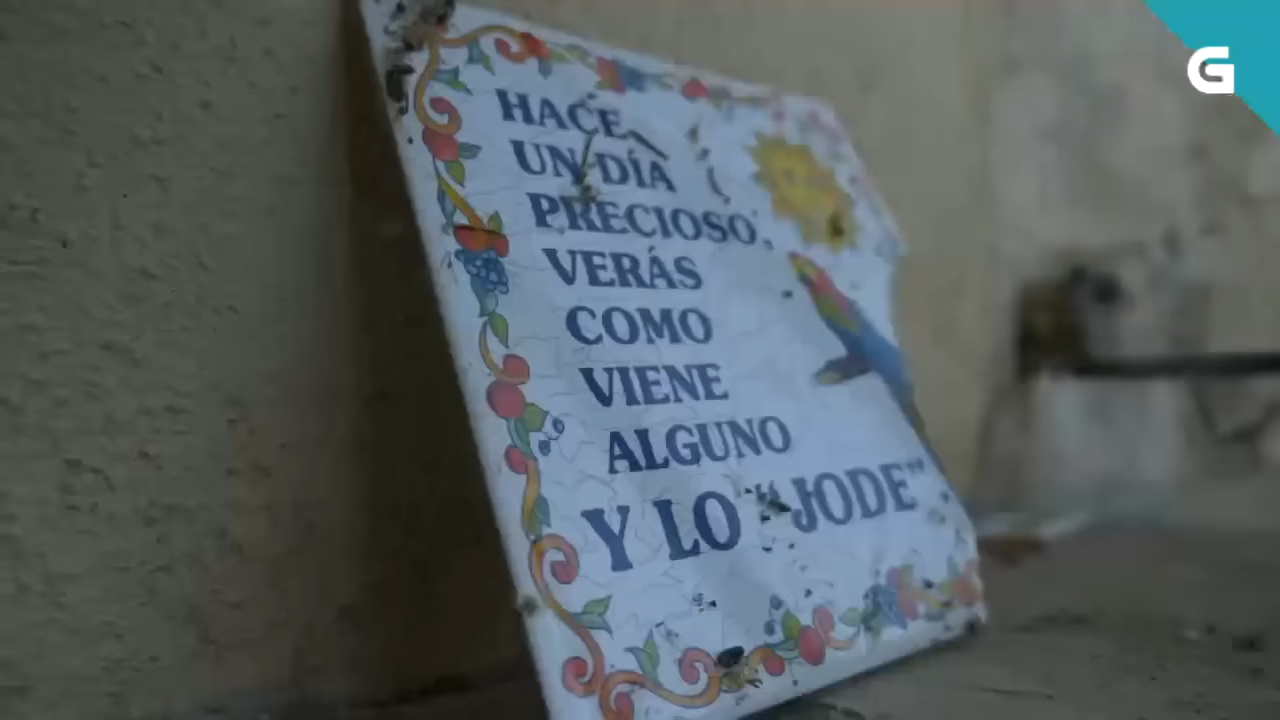 HACE
UN DÍA
PRECIOSO,
VERÁS
COMO
VIENE
ALGUNO
Y LO "JODE"
G